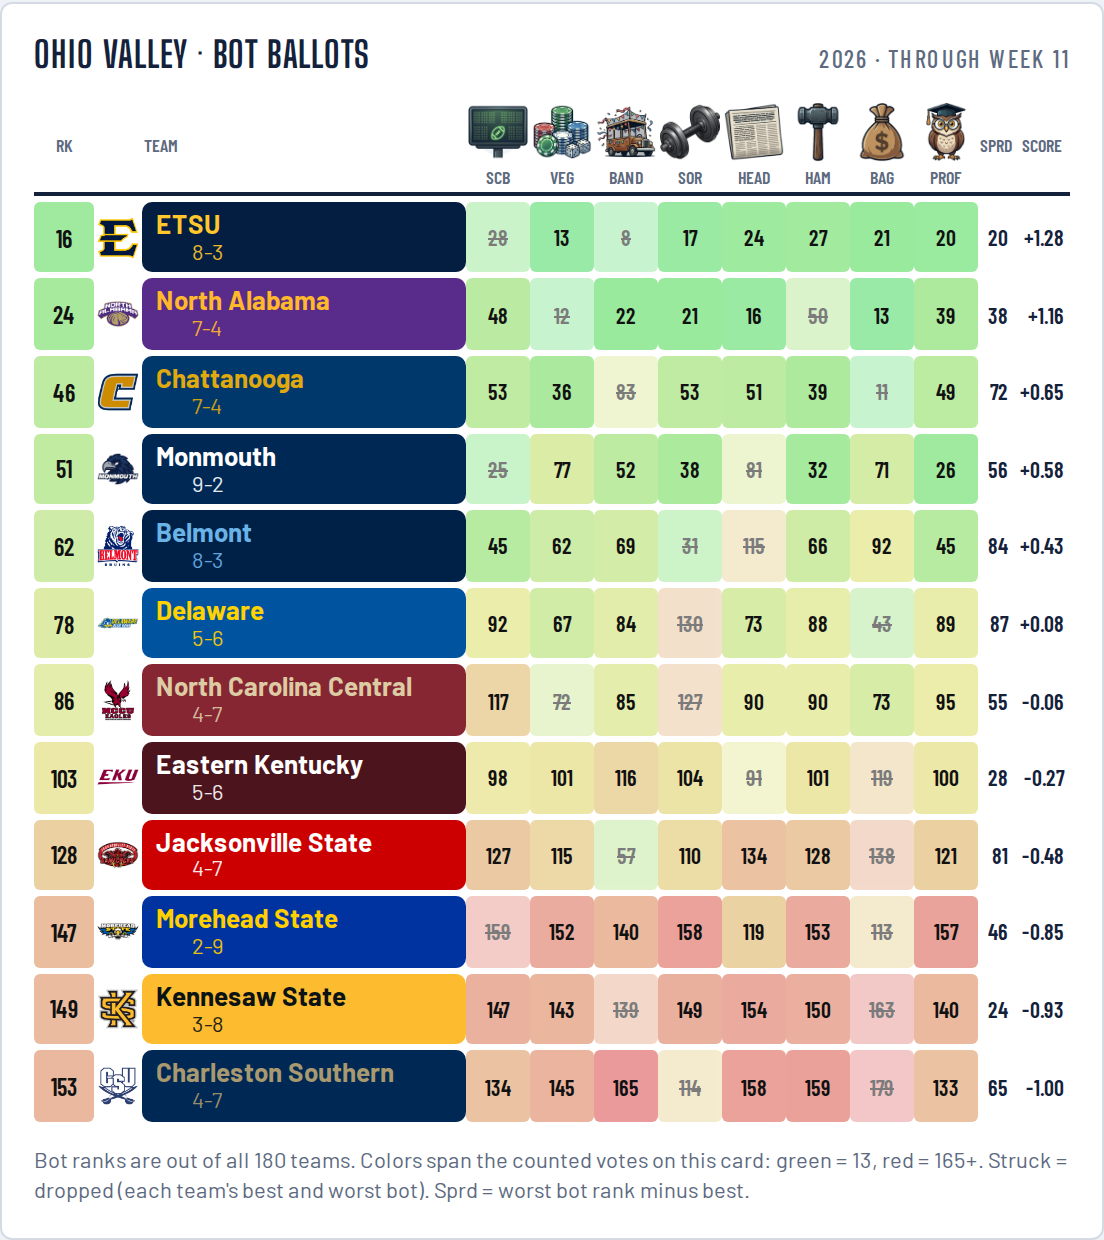 OHIO VALLEY · BOT BALLOTS
2026 · THROUGH WEEK 11
RK TEAM SCB VEG BAND SOR HEAD HAM BAG PROF SPRD SCORE
16 ETSU 8-3 28 13 8 17 24 27 21 20 20 +1.28
24 North Alabama 7-4 48 12 22 21 16 50 13 39 38 +1.16
46 Chattanooga 7-4 53 36 83 53 51 39 11 49 72 +0.65
51 Monmouth 9-2 25 77 52 38 81 32 71 26 56 +0.58
62 Belmont 8-3 45 62 69 31 115 66 92 45 84 +0.43
78 Delaware 5-6 92 67 84 130 73 88 43 89 87 +0.08
86 North Carolina Central 4-7 117 72 85 127 90 90 73 95 55 -0.06
103 EKU Eastern Kentucky 5-6 98 101 116 104 91 101 119 100 28 -0.27
128 Jacksonville State 4-7 127 115 57 110 134 128 138 121 81 -0.48
147 Morehead State 2-9 159 152 140 158 119 153 113 157 46 -0.85
149 Kennesaw State 3-8 147 143 139 149 154 150 163 140 24 -0.93
153 CSU Charleston Southern 4-7 134 145 165 114 158 159 179 133 65 -1.00
Bot ranks are out of all 180 teams. Colors span the counted votes on this card: green = 13, red = 165+. Struck =
dropped (each team's best and worst bot). Sprd = worst bot rank minus best.